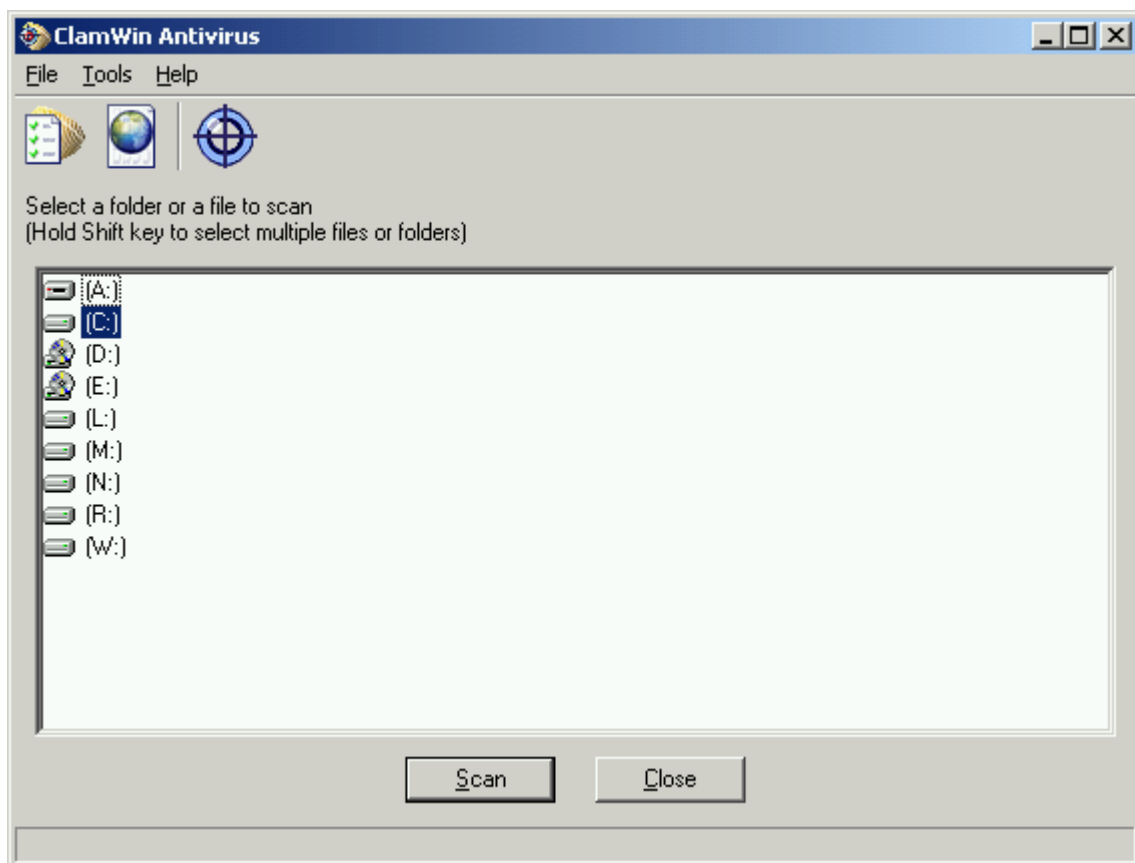 ClamWin Antivirus
File Tools Help
Select a folder or a file to scan
(Hold Shift key to select multiple files or folders)
(A:)
(C:)
(D:)
(E:)
(L:)
(M:)
(N:)
(R:)
(W:)
Scan Close